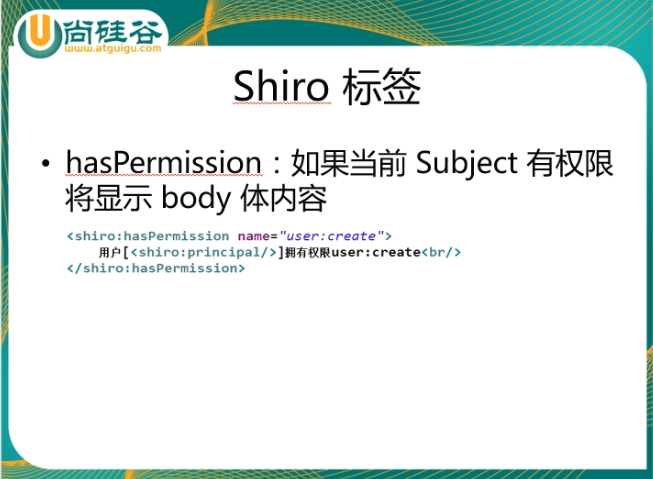 尚硅谷
www.atguigu.com
Shiro 标签
• hasPermission：如果当前 Subject 有权限
将显示 body 体内容
<shiro:hasPermission name="user:create">
用户[<shiro:principal/>]拥有权限user:create<br/>
</shiro:hasPermission>